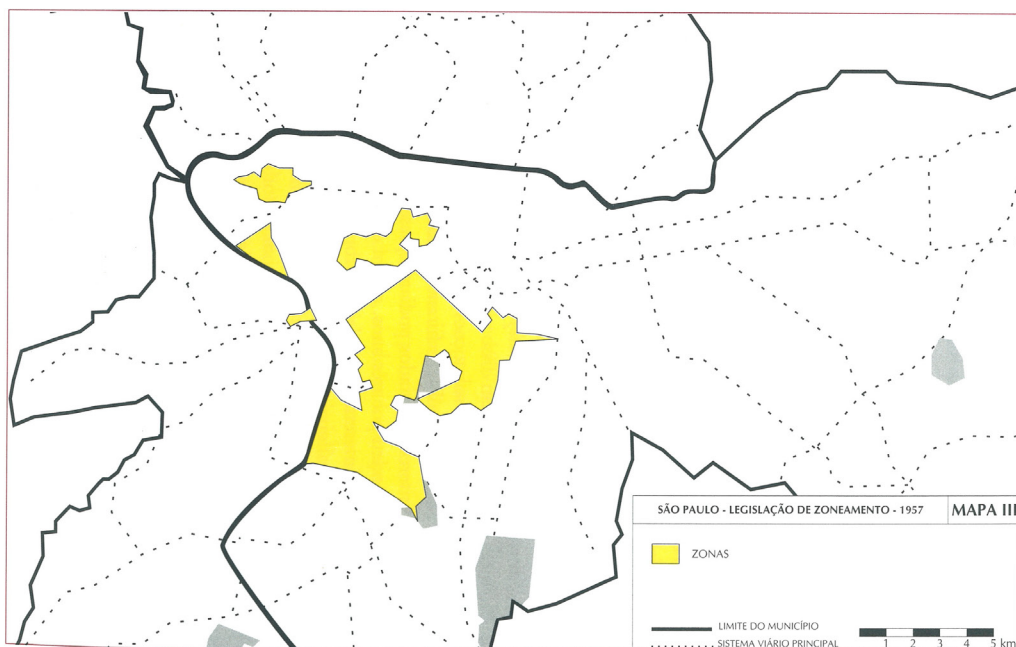 SÃO PAULO - LEGISLAÇÃO DE ZONEAMENTO - 1957
MAPA III
ZONAS
LIMITE DO MUNICÍPIO
SISTEMA VIÁRIO PRINCIPAL
1 2 3 4 5 km